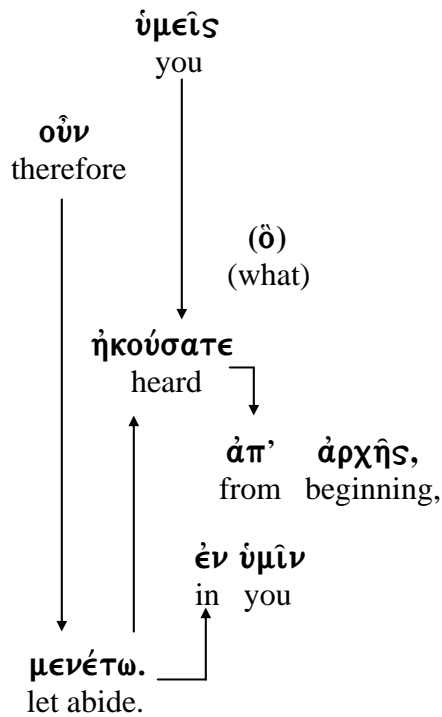 ὑμεῖς
you
οὖν
therefore
(ὃ)
(what)
ἠκούσατε
heard
ἀπ’ ἀρχῆς,
from beginning,
ἐν ὑμῖν
in you
μενέτω.
let abide.